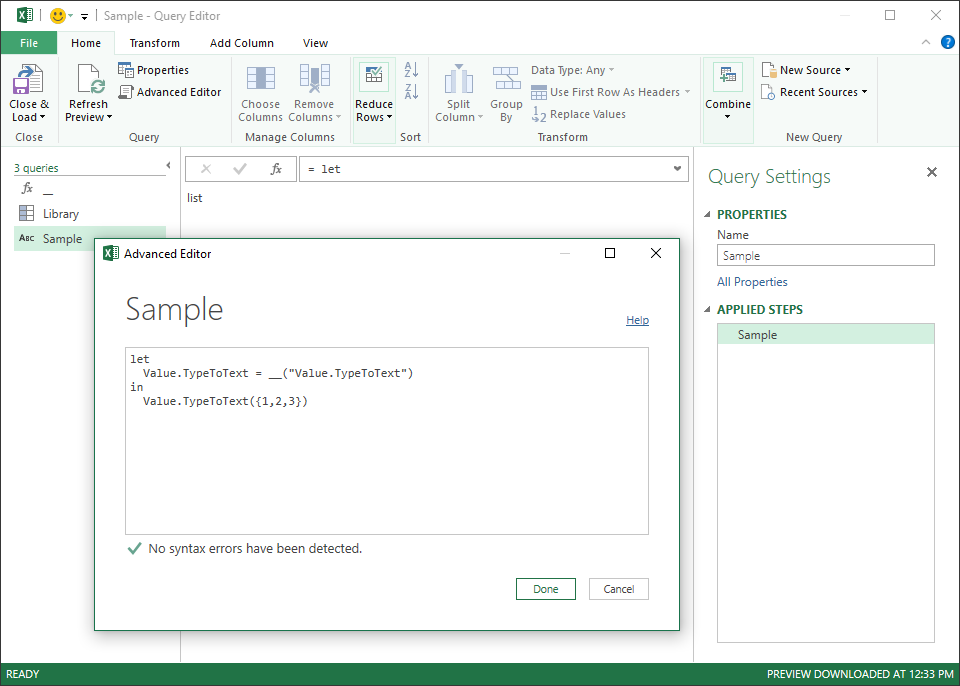 Sample - Query Editor
File Home Transform Add Column View
Close & Load
Refresh Preview
Properties
Advanced Editor
Choose Columns
Remove Columns
Reduce Rows
A Z
Z A
Split Column
Group By
Data Type: Any
Use First Row As Headers
1 2 Replace Values
Combine
New Source
Recent Sources
Close Query Manage Columns Sort Transform New Query
3 queries
fx __
Library
ABC Sample
fx = let
list
Query Settings
PROPERTIES
Name
Sample
All Properties
APPLIED STEPS
Sample
Advanced Editor
Sample
Help
let
  Value.TypeToText = __("Value.TypeToText")
in
  Value.TypeToText({1,2,3})
No syntax errors have been detected.
Done Cancel
READY PREVIEW DOWNLOADED AT 12:33 PM